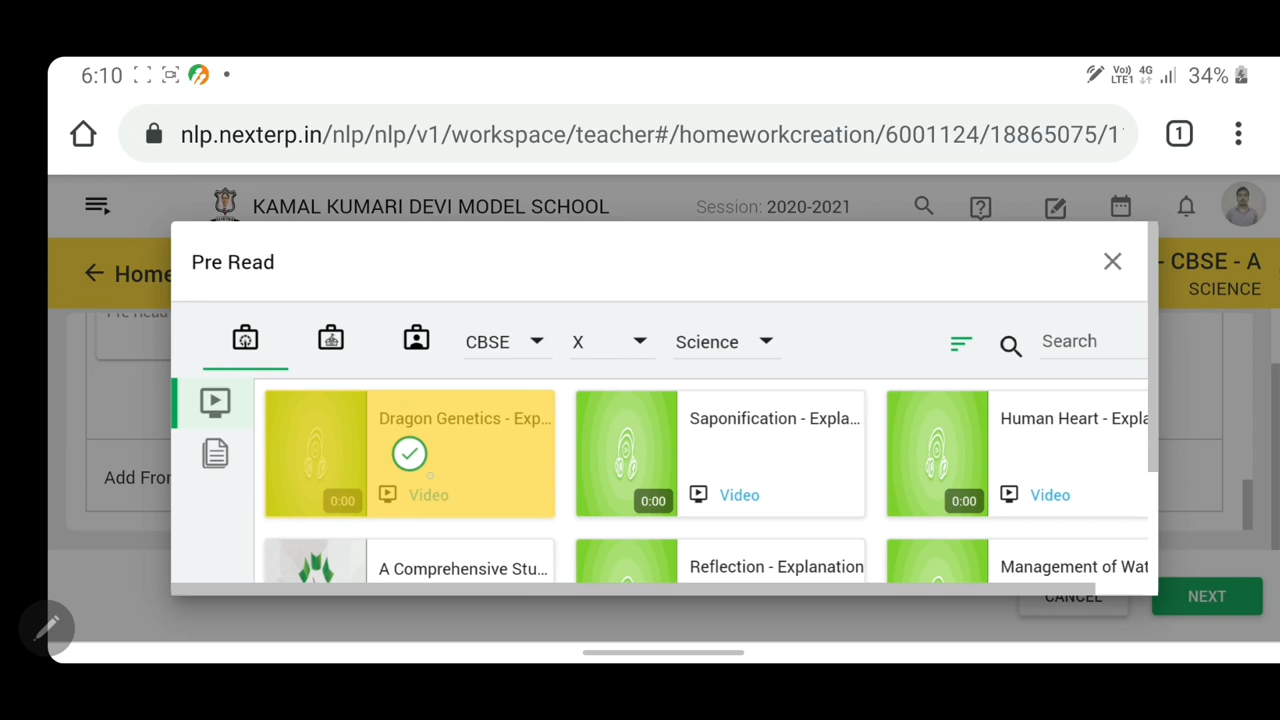 6:10
Vo)) 4G
LTE1
34%
nlp.nexterp.in/nlp/nlp/v1/workspace/teacher#/homeworkcreation/6001124/18865075/1
1
KAMAL KUMARI DEVI MODEL SCHOOL
Session: 2020-2021
Home
- CBSE - A
SCIENCE
Pre Read
Pre Read
CBSE
X
Science
Search
Dragon Genetics - Exp...
0:00
Video
Saponification - Expla...
0:00
Video
Human Heart - Expla
0:00
Video
Add Fror
A Comprehensive Stu...
Reflection - Explanation
Management of Wat
CANCEL
NEXT